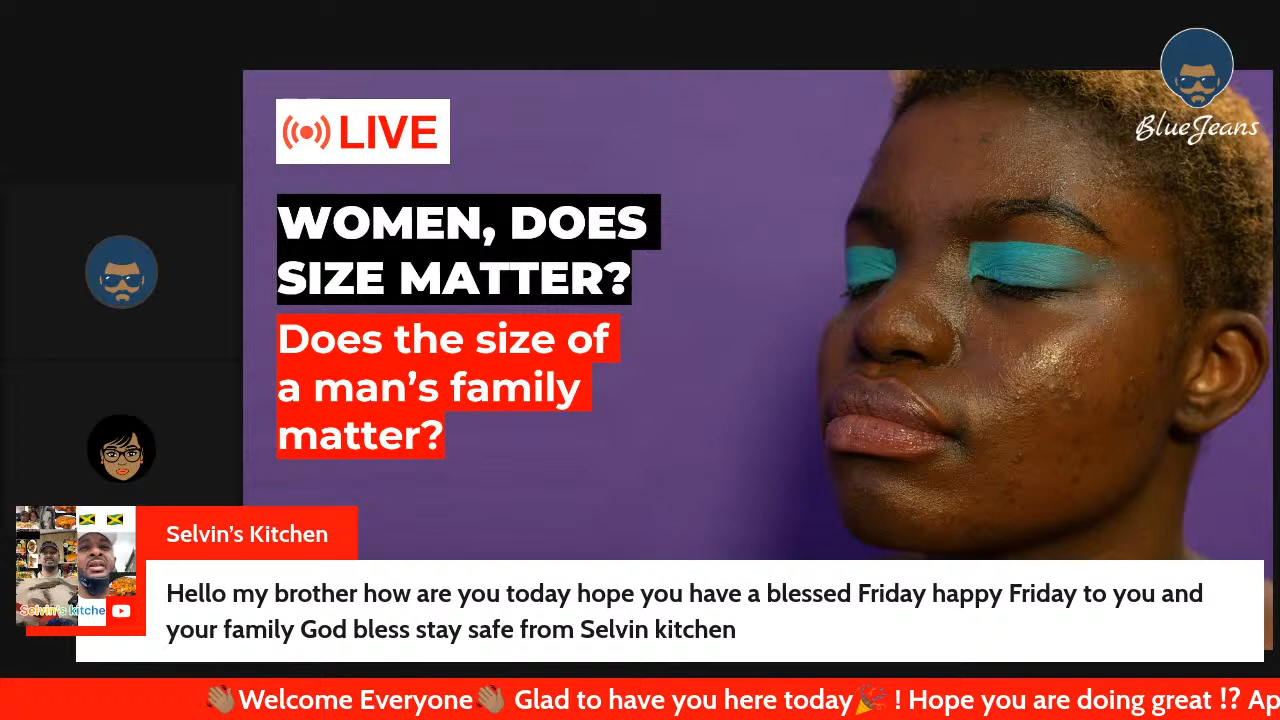 LIVE
BlueJeans
WOMEN, DOES
SIZE MATTER?
Does the size of
a man's family
matter?
Selvin's Kitchen
Selvin's kitche
Hello my brother how are you today hope you have a blessed Friday happy Friday to you and
your family God bless stay safe from Selvin kitchen
👋🏽Welcome Everyone👋🏽 Glad to have you here today🎉 ! Hope you are doing great ⁉ Ap